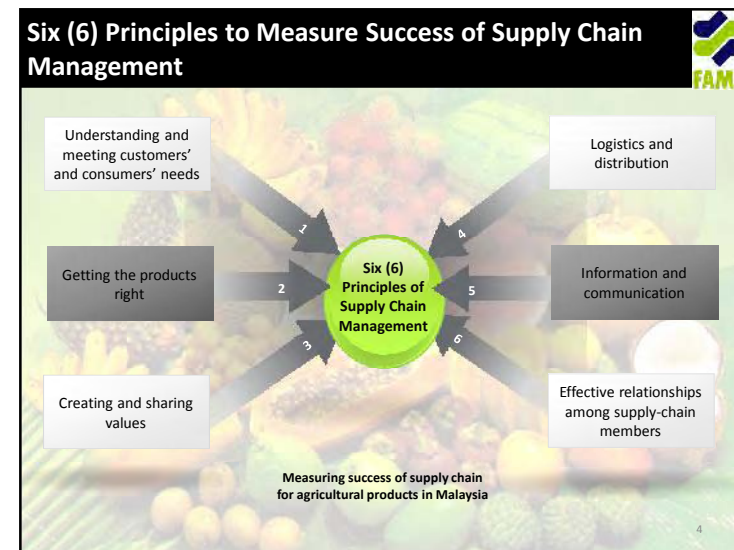 Six (6) Principles to Measure Success of Supply Chain
Management
FAMA
Understanding and
meeting customers’
and consumers’ needs
1
Getting the products
right
2
Creating and sharing
values
3
Six (6)
Principles of
Supply Chain
Management
Logistics and
distribution
4
Information and
communication
5
Effective relationships
among supply-chain
members
6
Measuring success of supply chain
for agricultural products in Malaysia
4